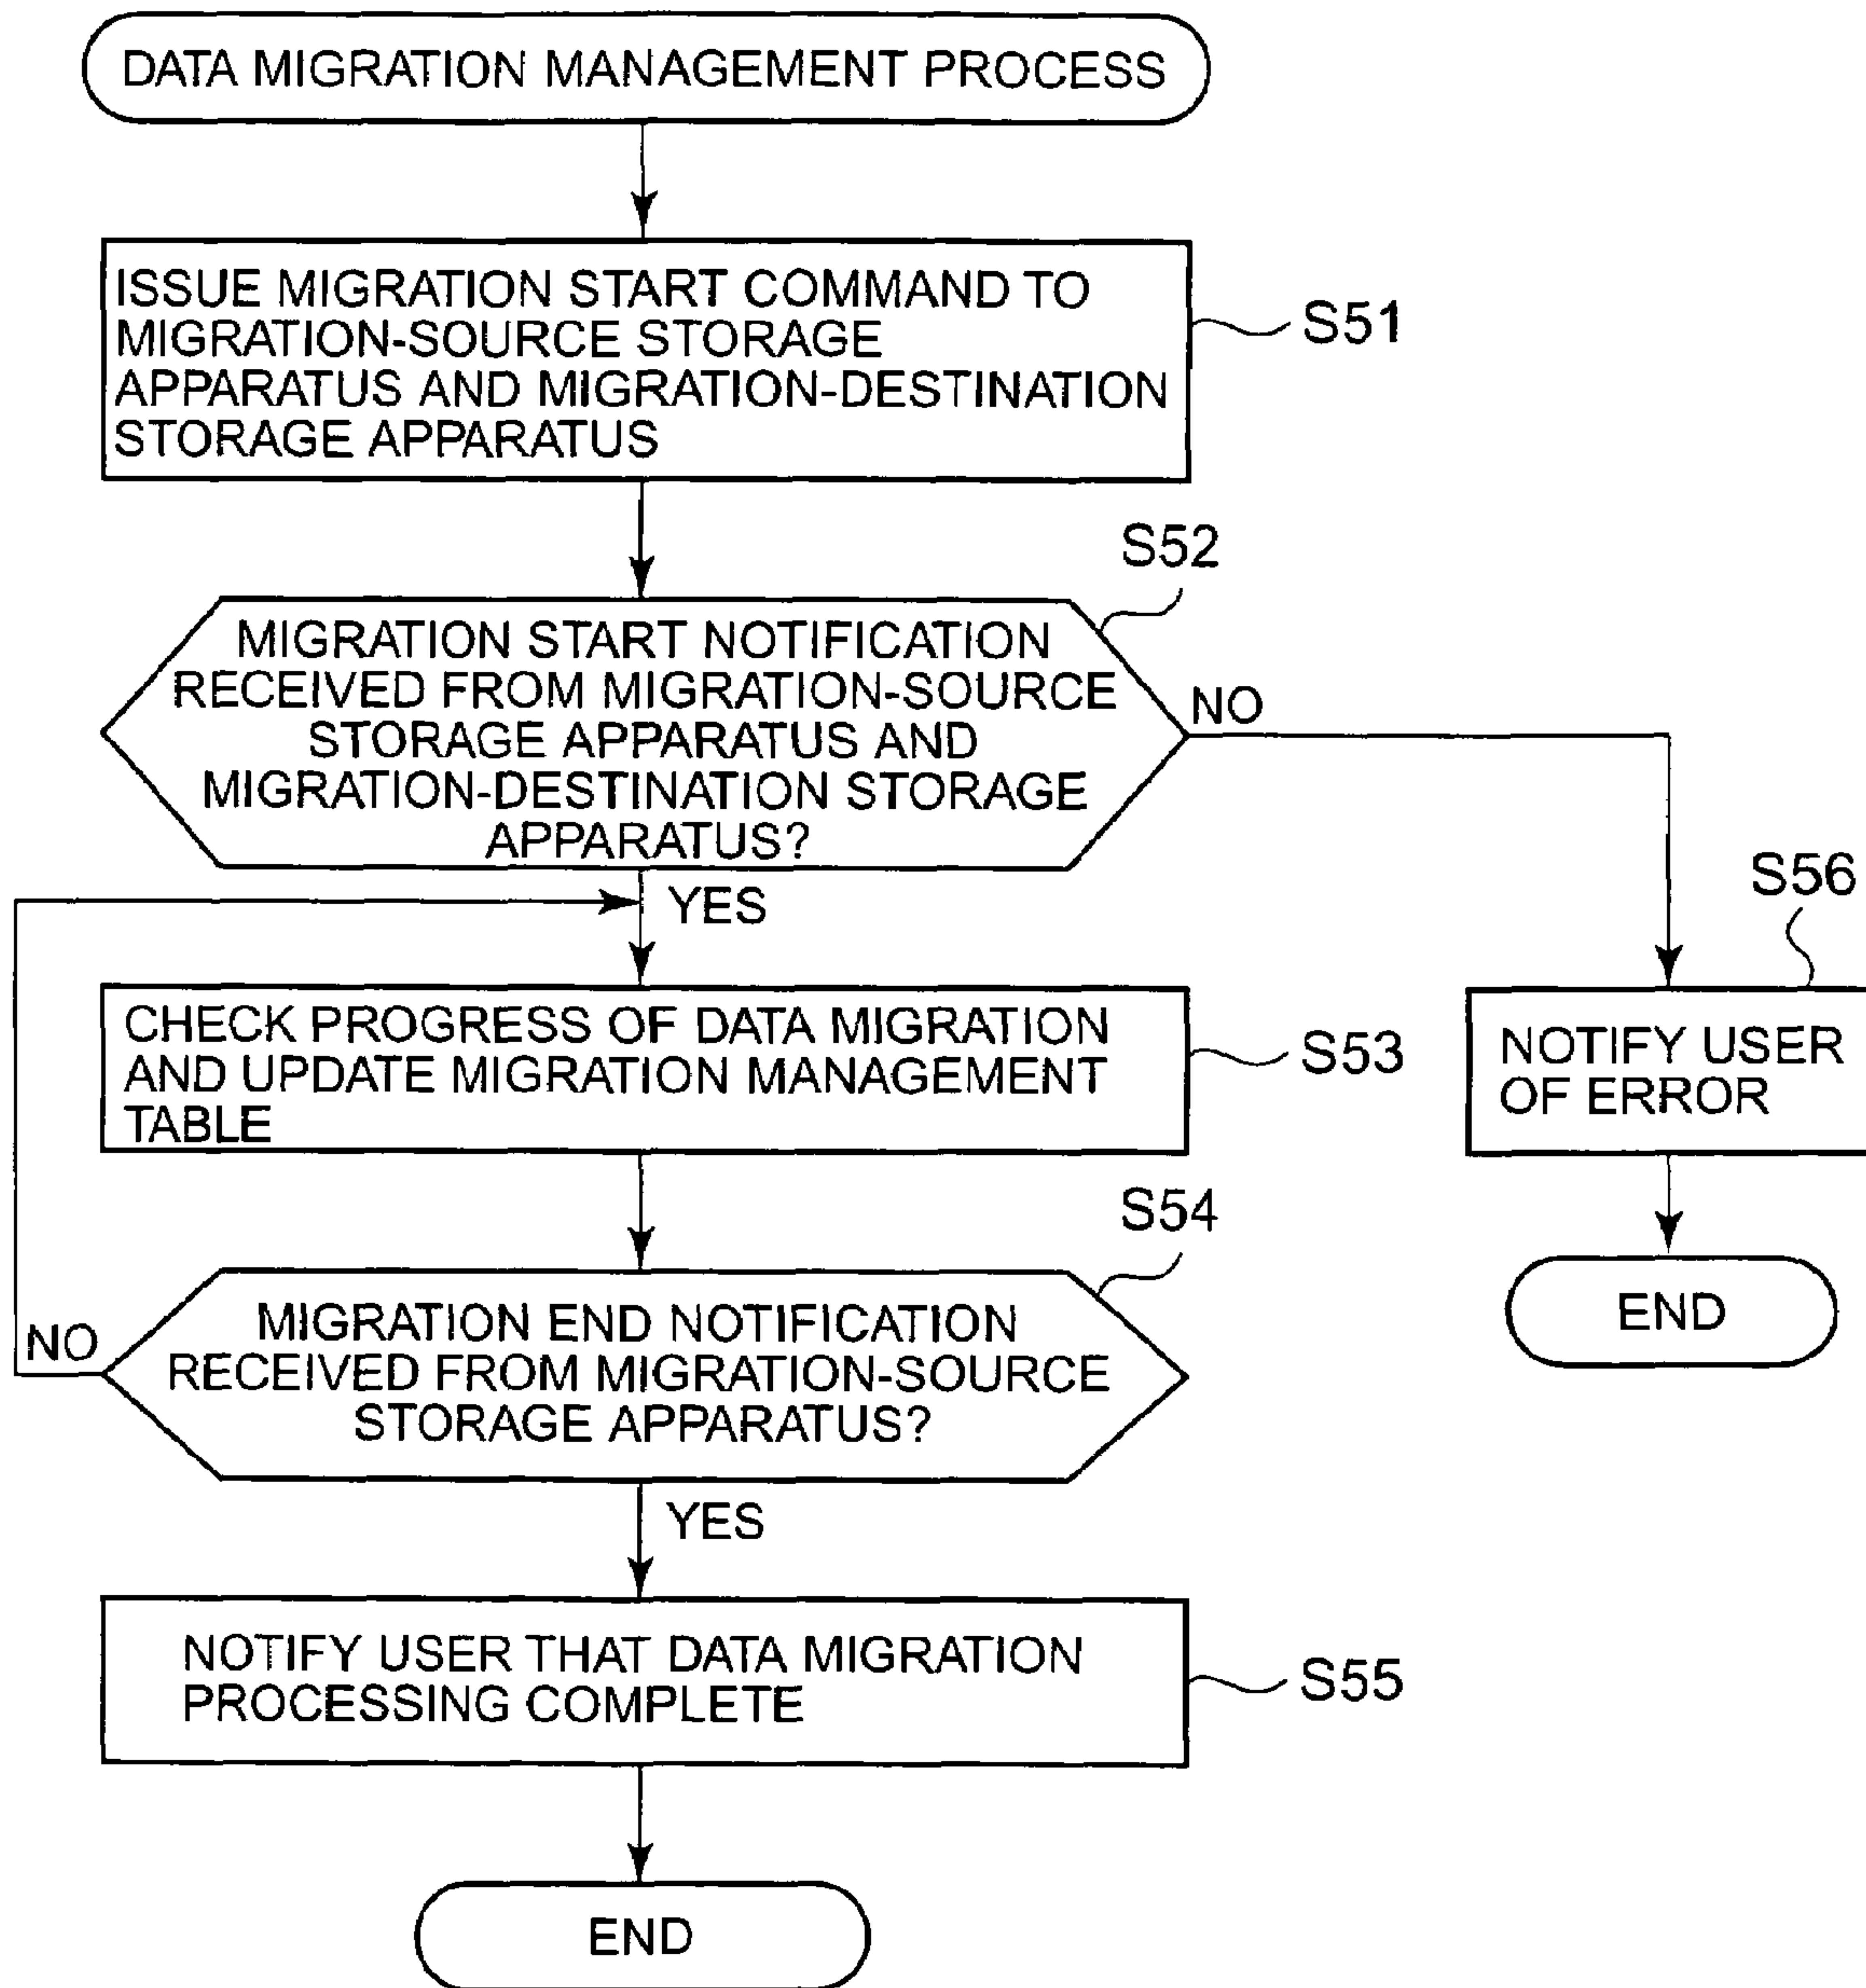 DATA MIGRATION MANAGEMENT PROCESS
ISSUE MIGRATION START COMMAND TO
MIGRATION-SOURCE STORAGE
APPARATUS AND MIGRATION-DESTINATION
STORAGE APPARATUS
S51
S52
MIGRATION START NOTIFICATION
RECEIVED FROM MIGRATION-SOURCE
STORAGE APPARATUS AND
MIGRATION-DESTINATION STORAGE
APPARATUS?
NO
YES
S56
CHECK PROGRESS OF DATA MIGRATION
AND UPDATE MIGRATION MANAGEMENT
TABLE
S53
NOTIFY USER
OF ERROR
S54
END
MIGRATION END NOTIFICATION
RECEIVED FROM MIGRATION-SOURCE
STORAGE APPARATUS?
NO
YES
NOTIFY USER THAT DATA MIGRATION
PROCESSING COMPLETE
S55
END